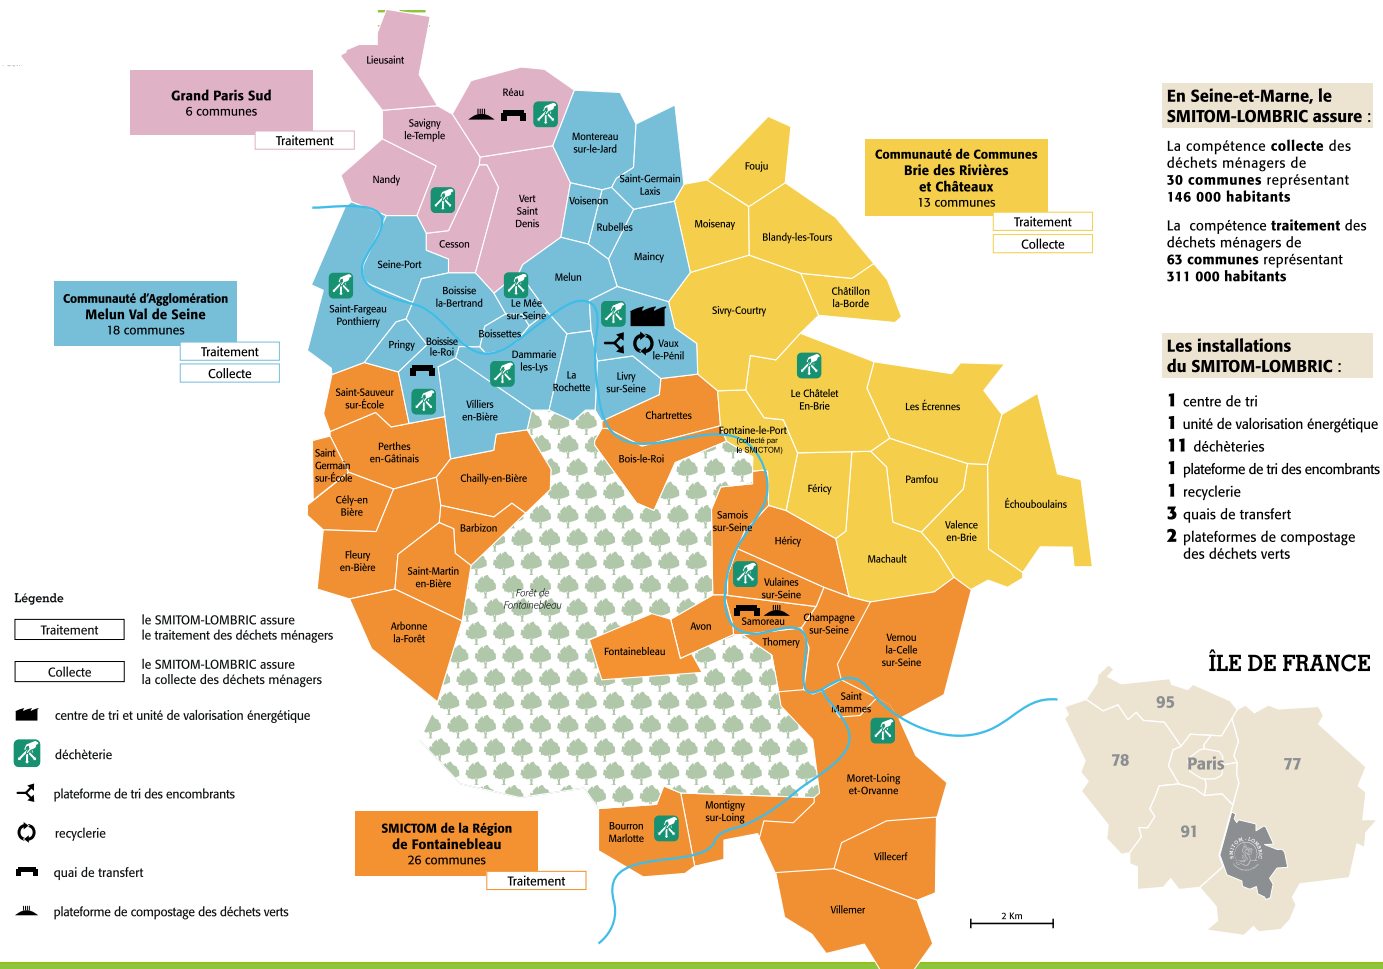 Grand Paris Sud
6 communes
Traitement
Communauté d'Agglomération
Melun Val de Seine
18 communes
Traitement
Collecte
Communauté de Communes
Brie des Rivières
et Châteaux
13 communes
Traitement
Collecte
SMICTOM de la Région
de Fontainebleau
26 communes
Traitement
Lieusaint
Réau
Savigny
le-Temple
Nandy
Cesson
Vert
Saint
Denis
Montereau
sur-le-Jard
Saint-Germain
Laxis
Voisenon
Rubelles
Maincy
Melun
Seine-Port
Boissise
la-Bertrand
Le Mée
sur-Seine
Saint-Fargeau
Ponthierry
Pringy
Boissise
le-Roi
Boissettes
Dammarie
les-Lys
La
Rochette
Vaux
le-Pénil
Livry
sur-Seine
Villiers
en-Bière
Fouju
Moisenay
Blandy-les-Tours
Châtillon
la-Borde
Sivry-Courtry
Le Châtelet
En-Brie
Les Écrennes
Fontaine-le-Port
(collecté par
le SMICTOM)
Féricy
Pamfou
Échouboulains
Valence
en-Brie
Machault
Saint-Sauveur
sur-École
Chartrettes
Perthes
en-Gâtinais
Saint
Germain
sur-École
Bois-le-Roi
Chailly-en-Bière
Cély-en
Bière
Barbizon
Samois
sur-Seine
Héricy
Fleury
en-Bière
Saint-Martin
en-Bière
Vulaines
sur-Seine
Forêt de
Fontainebleau
Arbonne
la-Forêt
Avon
Samoreau
Champagne
sur-Seine
Thomery
Fontainebleau
Vernou
la-Celle
sur-Seine
Saint
Mammes
Moret-Loing
et-Orvanne
Montigny
sur-Loing
Bourron
Marlotte
Villecerf
Villemer
2 Km
Légende
Traitement
le SMITOM-LOMBRIC assure
le traitement des déchets ménagers
Collecte
le SMITOM-LOMBRIC assure
la collecte des déchets ménagers
centre de tri et unité de valorisation énergétique
déchèterie
plateforme de tri des encombrants
recyclerie
quai de transfert
plateforme de compostage des déchets verts
En Seine-et-Marne, le
SMITOM-LOMBRIC assure :
La compétence collecte des
déchets ménagers de
30 communes représentant
146 000 habitants
La compétence traitement des
déchets ménagers de
63 communes représentant
311 000 habitants
Les installations
du SMITOM-LOMBRIC :
1 centre de tri
1 unité de valorisation énergétique
11 déchèteries
1 plateforme de tri des encombrants
1 recyclerie
3 quais de transfert
2 plateformes de compostage
des déchets verts
ÎLE DE FRANCE
95
78
Paris
77
91
SMITOM - LOMBRIC